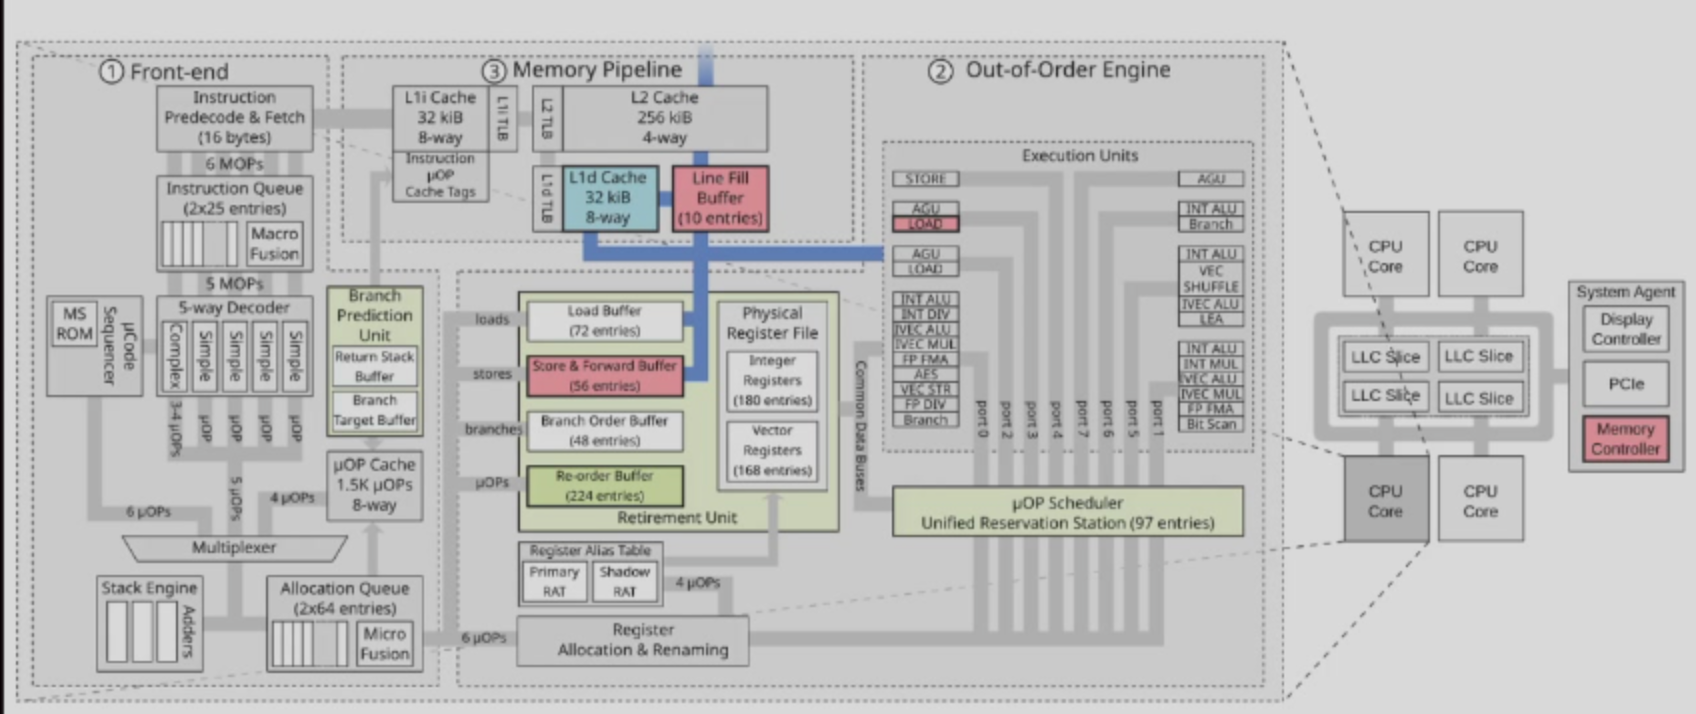 ① Front-end
Instruction
Predecode & Fetch
(16 bytes)
6 MOPs
Instruction Queue
(2x25 entries)
Macro
Fusion
5 MOPs
5-way Decoder
MS
ROM
µCode
Sequencer
Complex
Simple
Simple
Simple
Simple
3-4 µOPs
µOP
µOP
µOP
Branch
Prediction
Unit
Return Stack
Buffer
Branch
Target Buffer
µOP Cache
1.5K µOPs
8-way
6 µOPs
5 µOPs
4 µOPs
Multiplexer
Stack Engine
Adders
Allocation Queue
(2x64 entries)
Micro
Fusion
6 µOPs
③ Memory Pipeline
L1i Cache
32 kiB
8-way
L1i TLB
Instruction
µOP
Cache Tags
L2 TLB
L2 Cache
256 kiB
4-way
L1d TLB
L1d Cache
32 kiB
8-way
Line Fill
Buffer
(10 entries)
② Out-of-Order Engine
loads
stores
branches
µOPs
Load Buffer
(72 entries)
Store & Forward Buffer
(56 entries)
Branch Order Buffer
(48 entries)
Re-order Buffer
(224 entries)
Retirement Unit
Physical
Register File
Integer
Registers
(180 entries)
Vector
Registers
(168 entries)
Register Alias Table
Primary
RAT
Shadow
RAT
4 µOPs
Register
Allocation & Renaming
Common Data Buses
Execution Units
STORE
AGU
LOAD
AGU
LOAD
INT ALU
INT DIV
IVEC ALU
IVEC MUL
FP FMA
AES
VEC STR
FP DIV
Branch
port 0
port 2
port 3
port 4
port 7
port 6
port 5
port 1
AGU
INT ALU
Branch
INT ALU
VEC
SHUFFLE
IVEC ALU
LEA
INT ALU
INT MUL
IVEC ALU
IVEC MUL
FP FMA
Bit Scan
µOP Scheduler
Unified Reservation Station (97 entries)
CPU
Core
CPU
Core
LLC Slice
LLC Slice
LLC Slice
LLC Slice
CPU
Core
CPU
Core
System Agent
Display
Controller
PCIe
Memory
Controller